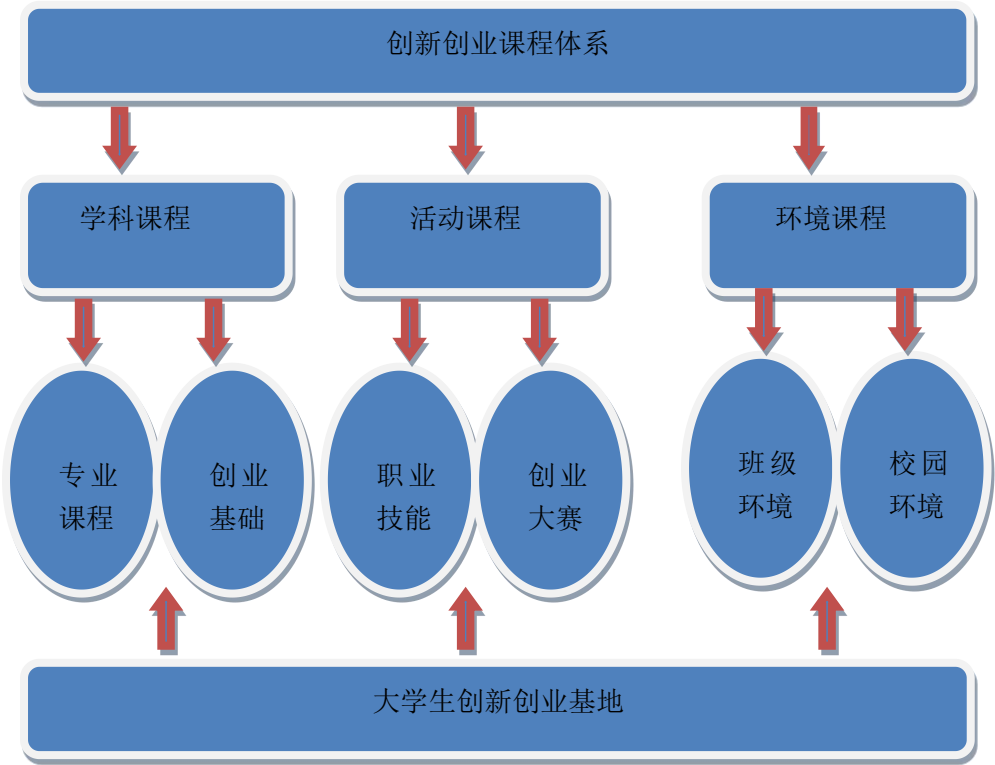 创新创业课程体系
学科课程
活动课程
环境课程
专业
课程
创业
基础
职业
技能
创业
大赛
班级
环境
校园
环境
大学生创新创业基地